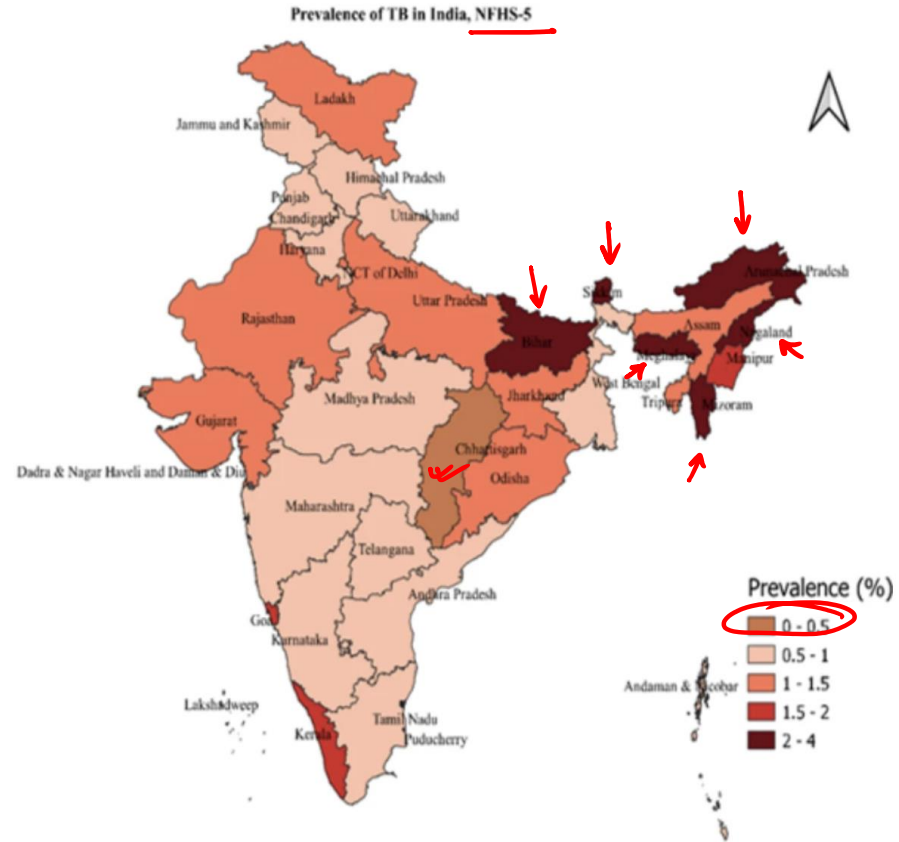 Prevalence of TB in India, NFHS-5
Ladakh
Jammu and Kashmir
Himachal Pradesh
Punjab
Uttarakhand
Chandigarh
Haryana
NCT of Delhi
Arunachal Pradesh
Sikkim
Uttar Pradesh
Rajasthan
Assam
Nagaland
Bihar
Meghalaya
Manipur
West Bengal
Madhya Pradesh
Jharkhand
Tripura
Mizoram
Gujarat
Chhattisgarh
Dadra & Nagar Haveli and Daman & Diu
Odisha
Maharashtra
Telangana
Andhra Pradesh
Goa
Karnataka
Lakshadweep
Tamil Nadu
Kerala
Puducherry
Andaman & Nicobar
Prevalence (%)
0 - 0.5
0.5 - 1
1 - 1.5
1.5 - 2
2 - 4